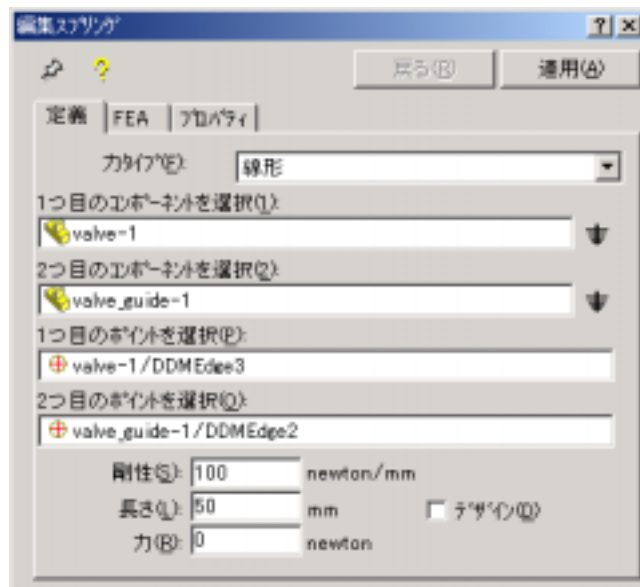 編集スプリング
戻る(R) 適用(A)
定義 FEA プロパティ
力タイプ(F): 線形
1つ目のコンポーネントを選択(1):
valve-1
2つ目のコンポーネントを選択(2):
valve_guide-1
1つ目のポイントを選択(P):
valve-1/DDMEdge3
2つ目のポイントを選択(O):
valve_guide-1/DDMEdge2
剛性(S): 100 newton/mm
長さ(L): 50 mm デザイン(D)
力(R): 0 newton